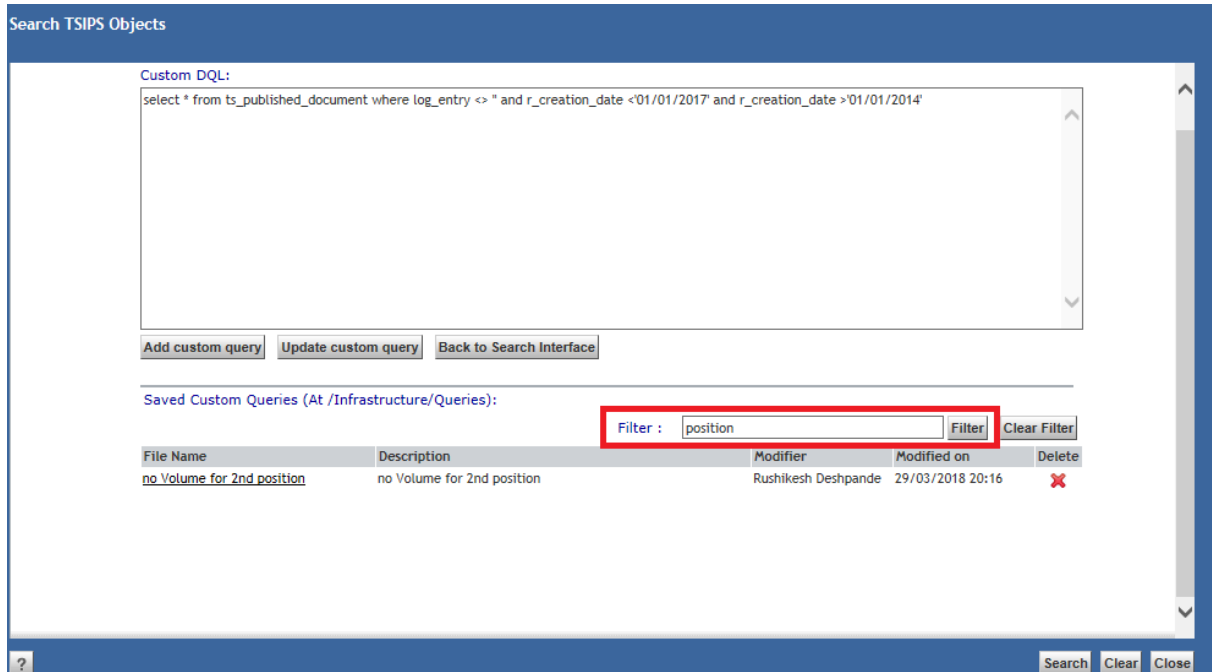 Search TSIPS Objects
Custom DQL:
select * from ts_published_document where log_entry <> '' and r_creation_date <'01/01/2017' and r_creation_date >'01/01/2014'
Add custom query Update custom query Back to Search Interface
Saved Custom Queries (At /Infrastructure/Queries):
Filter : position Filter Clear Filter
File Name Description Modifier Modified on Delete
no Volume for 2nd position no Volume for 2nd position Rushikesh Deshpande 29/03/2018 20:16
? Search Clear Close